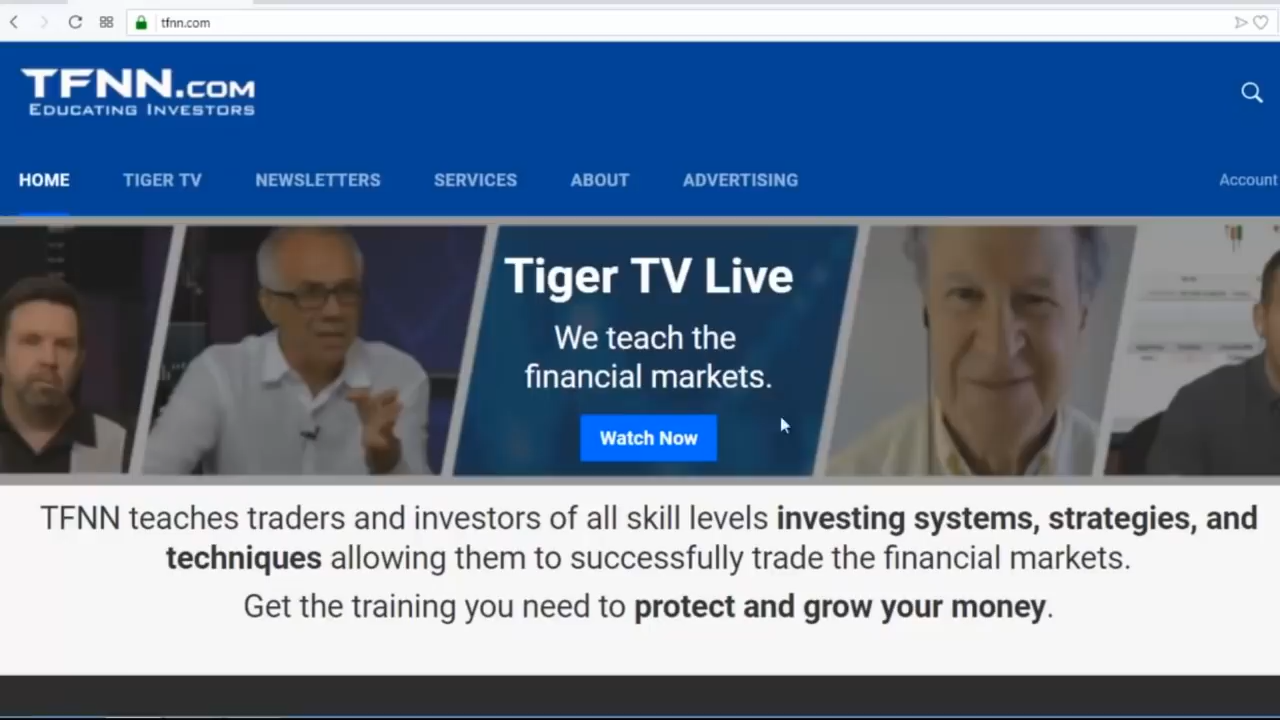 tfnn.com
TFNN.COM
EDUCATING INVESTORS
HOME TIGER TV NEWSLETTERS SERVICES ABOUT ADVERTISING Account
Tiger TV Live
We teach the
financial markets.
Watch Now
TFNN teaches traders and investors of all skill levels investing systems, strategies, and
techniques allowing them to successfully trade the financial markets.
Get the training you need to protect and grow your money.